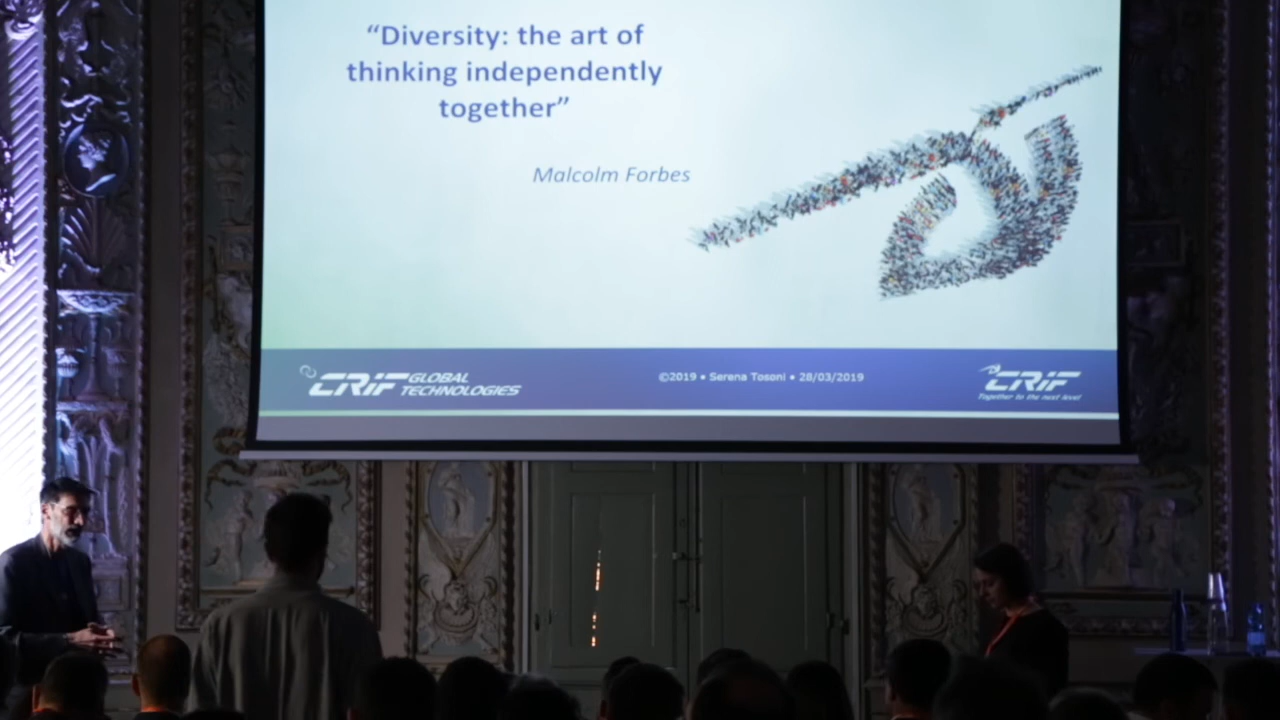 “Diversity: the art of
thinking independently
together”
Malcolm Forbes
CRIF GLOBAL
TECHNOLOGIES
©2019 • Serena Tosoni • 28/03/2019
CRIF
Together to the next level